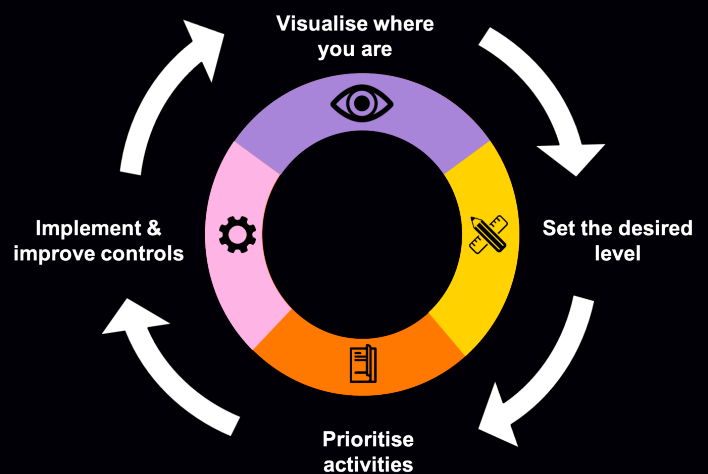 Visualise where
you are
Set the desired
level
Prioritise
activities
Implement &
improve controls